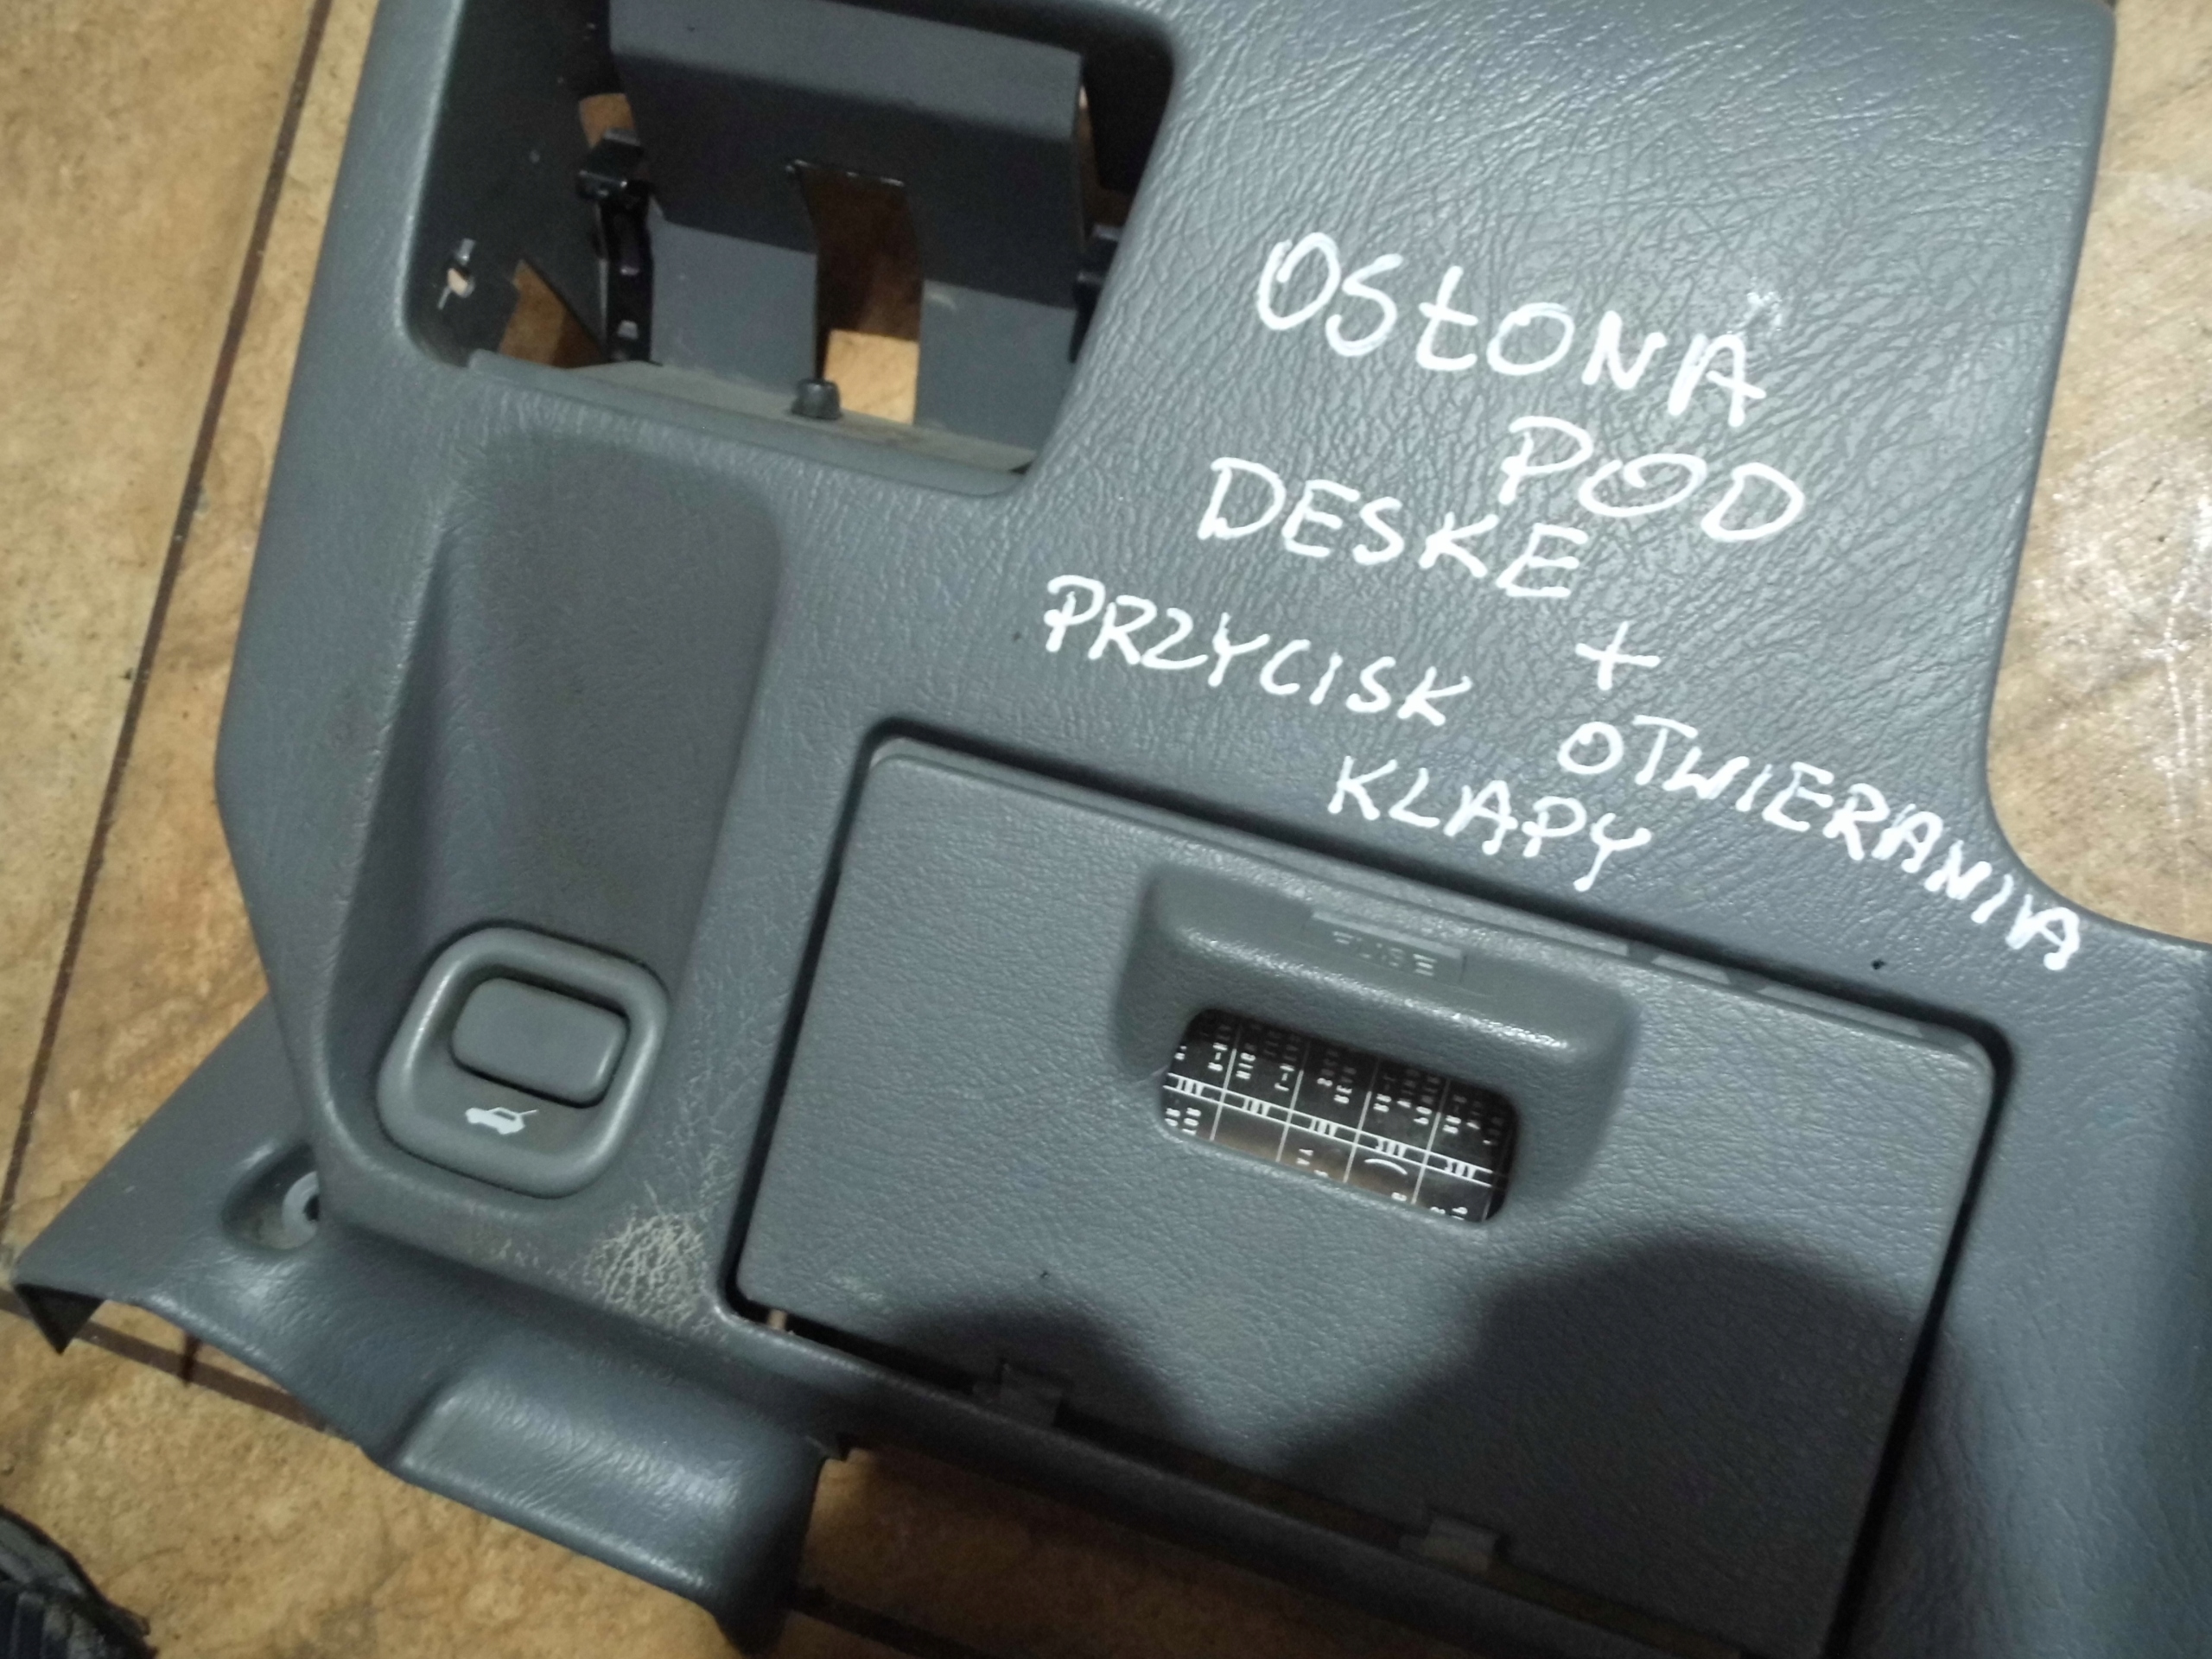 OSŁONA
POD
DESKE
+
PRZYCISK OTWIERANIA
KLAPY
FUSE